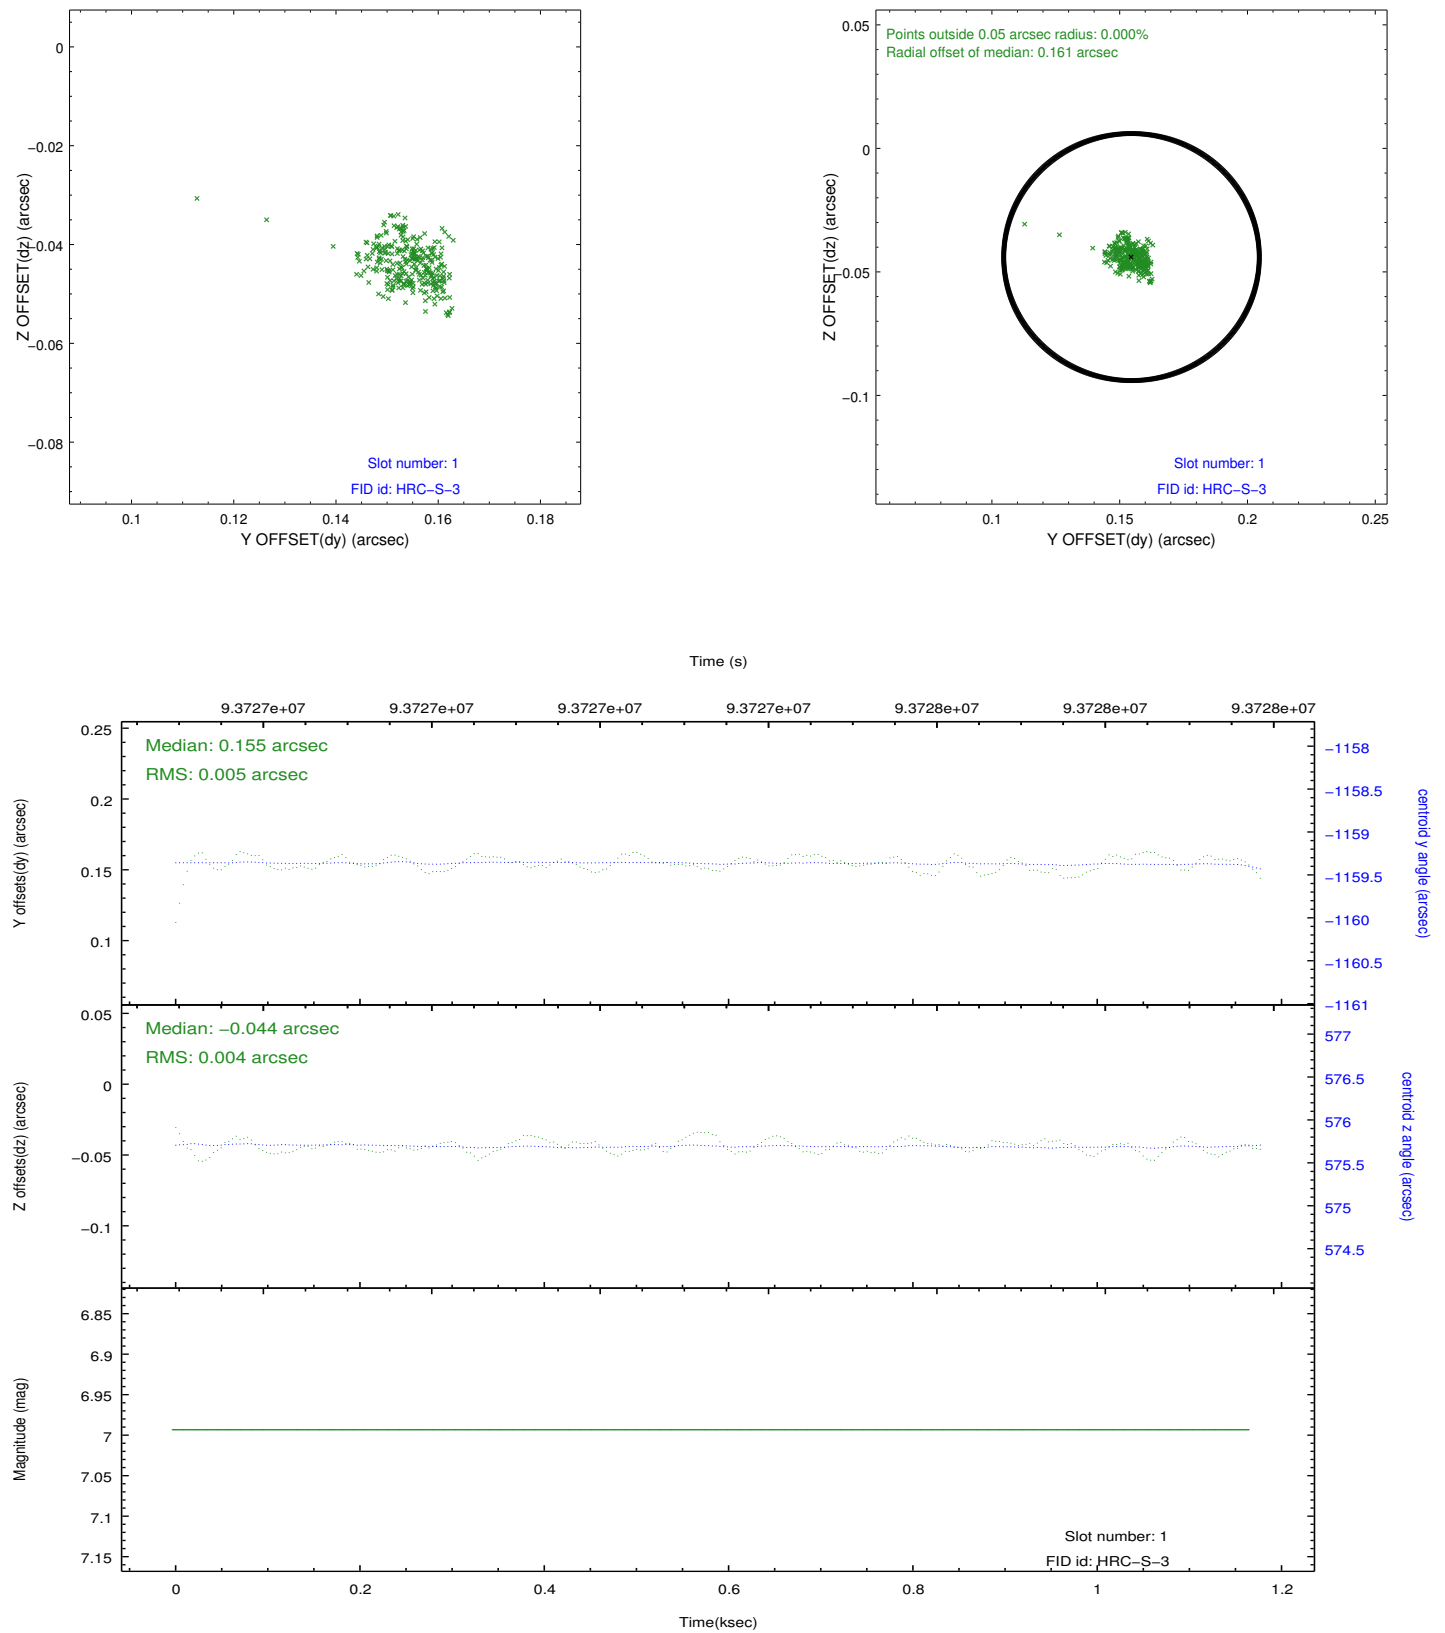 0
−0.02
−0.04
−0.06
−0.08
Z OFFSET(dz) (arcsec)
Slot number: 1
FID id: HRC−S−3
0.1
0.12
0.14
0.16
0.18
Y OFFSET(dy) (arcsec)
Points outside 0.05 arcsec radius: 0.000%
Radial offset of median: 0.161 arcsec
0.05
0
−0.05
−0.1
Z OFFSET(dz) (arcsec)
Slot number: 1
FID id: HRC−S−3
0.1
0.15
0.2
0.25
Y OFFSET(dy) (arcsec)
Time (s)
9.3727e+07
9.3727e+07
9.3727e+07
9.3727e+07
9.3728e+07
9.3728e+07
9.3728e+07
Median: 0.155 arcsec
RMS: 0.005 arcsec
0.25
0.2
0.15
0.1
Y offsets(dy) (arcsec)
−1158
−1158.5
−1159
−1159.5
−1160
−1160.5
−1161
centroid y angle (arcsec)
Median: −0.044 arcsec
RMS: 0.004 arcsec
0.05
0
−0.05
−0.1
Z offsets(dz) (arcsec)
577
576.5
576
575.5
575
574.5
centroid z angle (arcsec)
6.85
6.9
6.95
7
7.05
7.1
7.15
Magnitude (mag)
Slot number: 1
FID id: HRC−S−3
0
0.2
0.4
0.6
0.8
1
1.2
Time(ksec)